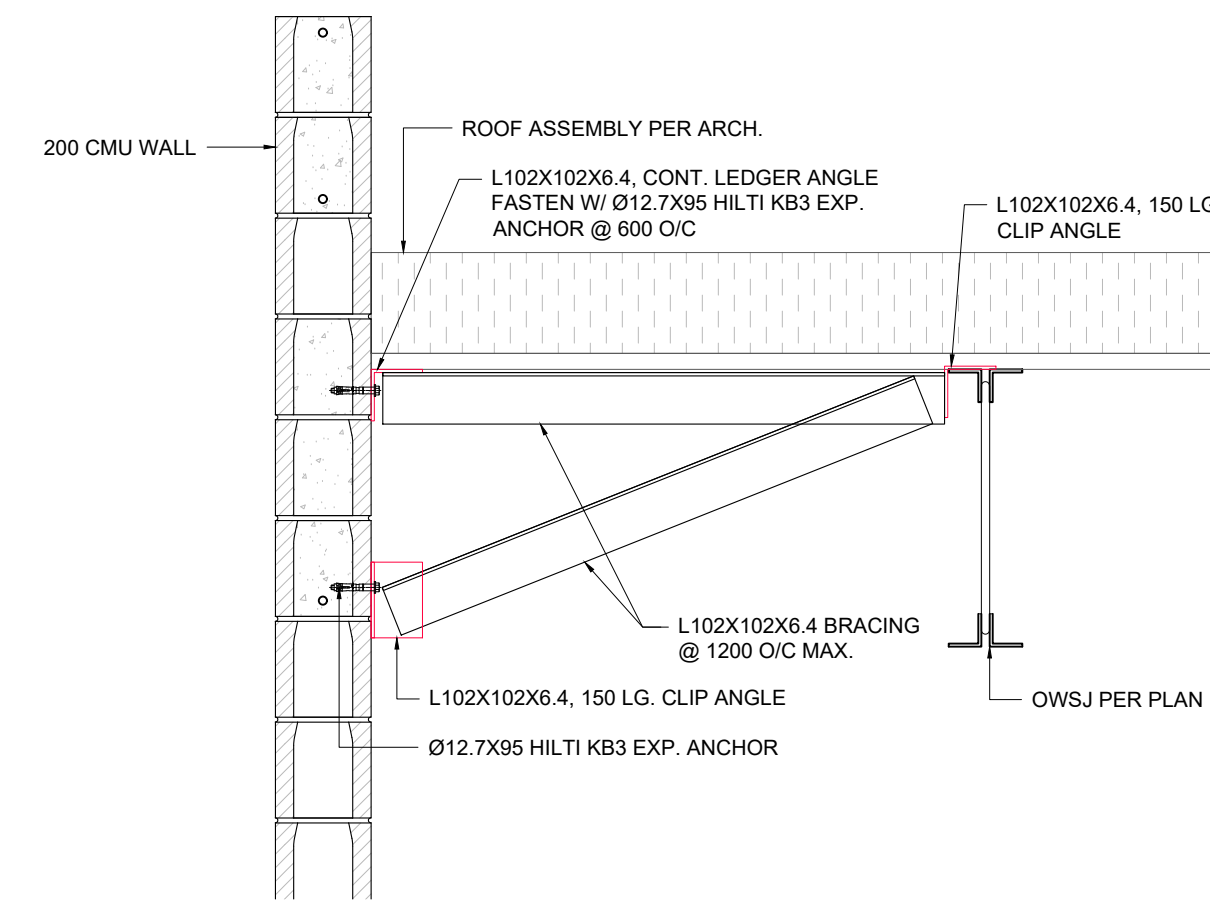 ROOF ASSEMBLY PER ARCH.
200 CMU WALL
L102X102X6.4, CONT. LEDGER ANGLE
FASTEN W/ Ø12.7X95 HILTI KB3 EXP.
ANCHOR @ 600 O/C
L102X102X6.4, 150 LG
CLIP ANGLE
L102X102X6.4 BRACING
@ 1200 O/C MAX.
L102X102X6.4, 150 LG. CLIP ANGLE
OWSJ PER PLAN
Ø12.7X95 HILTI KB3 EXP. ANCHOR